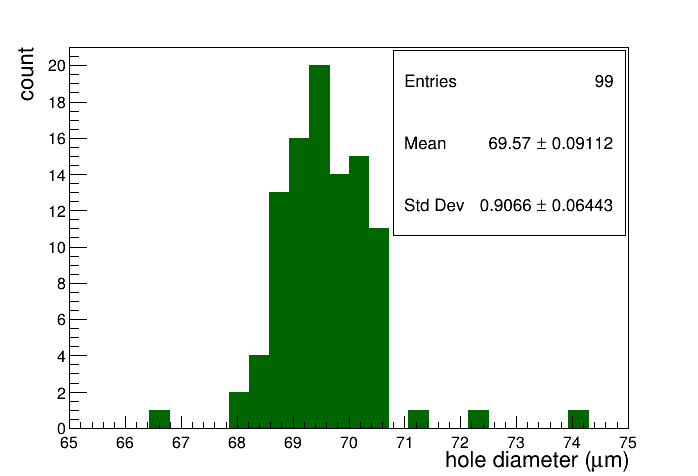 count
20
18
16
14
12
10
8
6
4
2
0
Entries 99
Mean 69.57 ± 0.09112
Std Dev 0.9066 ± 0.06443
65 66 67 68 69 70 71 72 73 74 75
hole diameter (μm)